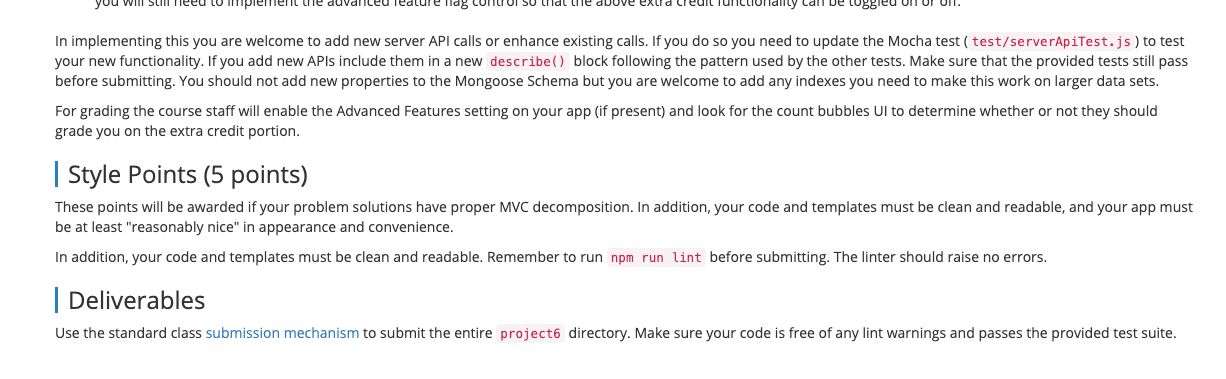 you will still need to implement the advanced feature flag control so that the above extra credit functionality can be toggled on or off.
In implementing this you are welcome to add new server API calls or enhance existing calls. If you do so you need to update the Mocha test ( test/serverApiTest.js ) to test
your new functionality. If you add new APIs include them in a new describe() block following the pattern used by the other tests. Make sure that the provided tests still pass
before submitting. You should not add new properties to the Mongoose Schema but you are welcome to add any indexes you need to make this work on larger data sets.
For grading the course staff will enable the Advanced Features setting on your app (if present) and look for the count bubbles UI to determine whether or not they should
grade you on the extra credit portion.
Style Points (5 points)
These points will be awarded if your problem solutions have proper MVC decomposition. In addition, your code and templates must be clean and readable, and your app must
be at least "reasonably nice" in appearance and convenience.
In addition, your code and templates must be clean and readable. Remember to run npm run lint before submitting. The linter should raise no errors.
Deliverables
Use the standard class submission mechanism to submit the entire project6 directory. Make sure your code is free of any lint warnings and passes the provided test suite.